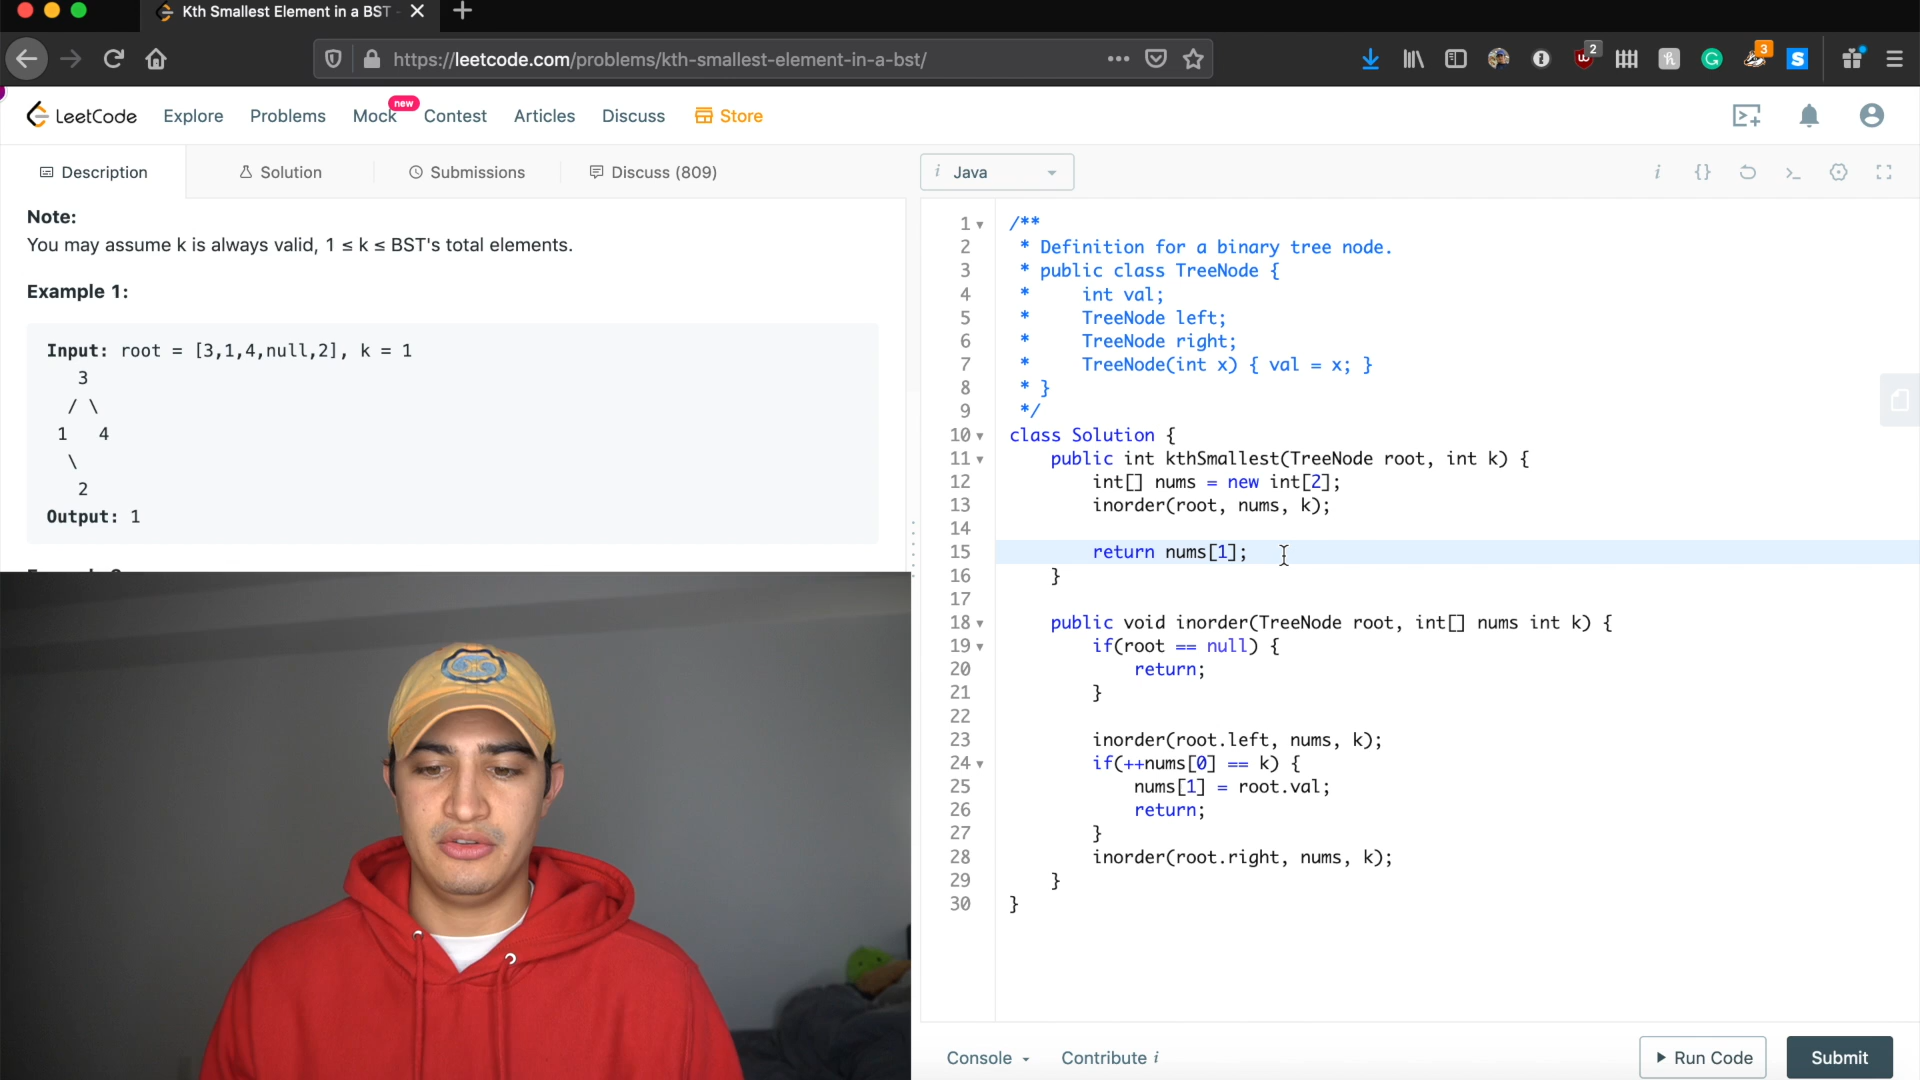 Kth Smallest Element in a BST -
https://leetcode.com/problems/kth-smallest-element-in-a-bst/
2
3
LeetCode
Explore
Problems
Mock
new
Contest
Articles
Discuss
Store
Description
Solution
Submissions
Discuss (809)
Note:
You may assume k is always valid, 1 ≤ k ≤ BST's total elements.
Example 1:
Input: root = [3,1,4,null,2], k = 1
3
/ \
1 4
\
2
Output: 1
i Java
1 /**
2 * Definition for a binary tree node.
3 * public class TreeNode {
4 *     int val;
5 *     TreeNode left;
6 *     TreeNode right;
7 *     TreeNode(int x) { val = x; }
8 * }
9 */
10 class Solution {
11     public int kthSmallest(TreeNode root, int k) {
12         int[] nums = new int[2];
13         inorder(root, nums, k);
14
15         return nums[1];
16     }
17
18     public void inorder(TreeNode root, int[] nums int k) {
19         if(root == null) {
20             return;
21         }
22
23         inorder(root.left, nums, k);
24         if(++nums[0] == k) {
25             nums[1] = root.val;
26             return;
27         }
28         inorder(root.right, nums, k);
29     }
30 }
Console
Contribute i
Run Code
Submit